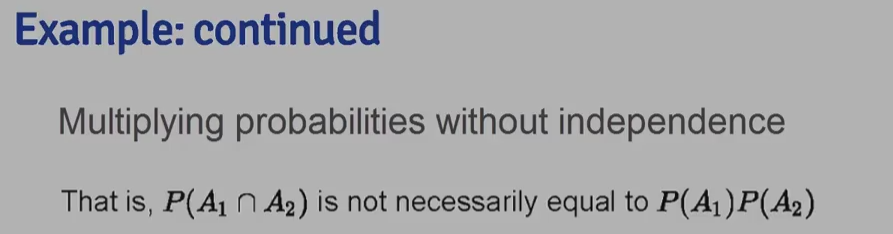 Example: continued
Multiplying probabilities without independence
That is, P(A₁ ∩ A₂) is not necessarily equal to P(A₁)P(A₂)